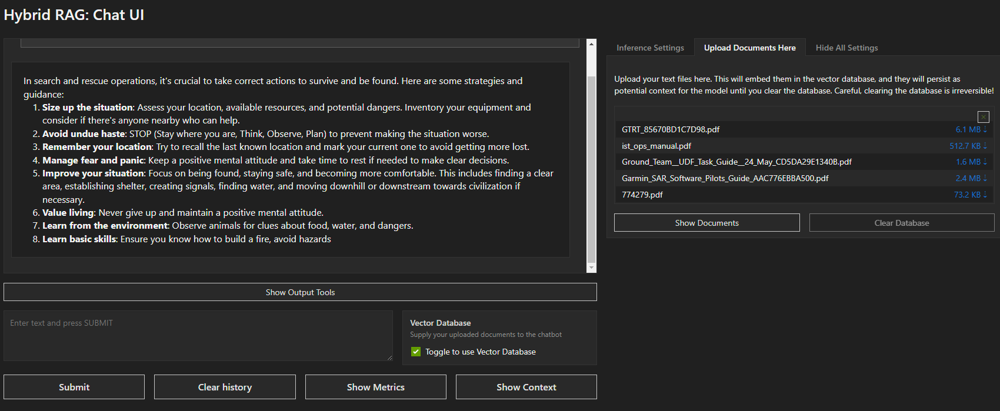 Hybrid RAG: Chat UI
In search and rescue operations, it's crucial to take correct actions to survive and be found. Here are some strategies and
guidance:
1. Size up the situation: Assess your location, available resources, and potential dangers. Inventory your equipment and
consider if there's anyone nearby who can help.
2. Avoid undue haste: STOP (Stay where you are, Think, Observe, Plan) to prevent making the situation worse.
3. Remember your location: Try to recall the last known location and mark your current one to avoid getting more lost.
4. Manage fear and panic: Keep a positive mental attitude and take time to rest if needed to make clear decisions.
5. Improve your situation: Focus on being found, staying safe, and becoming more comfortable. This includes finding a clear
area, establishing shelter, creating signals, finding water, and moving downhill or downstream towards civilization if
necessary.
6. Value living: Never give up and maintain a positive mental attitude.
7. Learn from the environment: Observe animals for clues about food, water, and dangers.
8. Learn basic skills: Ensure you know how to build a fire, avoid hazards
Show Output Tools
Enter text and press SUBMIT
Vector Database
Supply your uploaded documents to the chatbot
Toggle to use Vector Database
Submit
Clear history
Show Metrics
Show Context
Inference Settings
Upload Documents Here
Hide All Settings
Upload your text files here. This will embed them in the vector database, and they will persist as
potential context for the model until you clear the database. Careful, clearing the database is irreversible!
GTRT_85670BD1C7D98.pdf 6.1 MB ↓
ist_ops_manual.pdf 512.7 KB ↓
Ground_Team__UDF_Task_Guide__24_May_CD5DA29E1340B.pdf 1.6 MB ↓
Garmin_SAR_Software_Pilots_Guide_AAC776EBBA500.pdf 2.4 MB ↓
774279.pdf 73.2 KB ↓
Show Documents
Clear Database